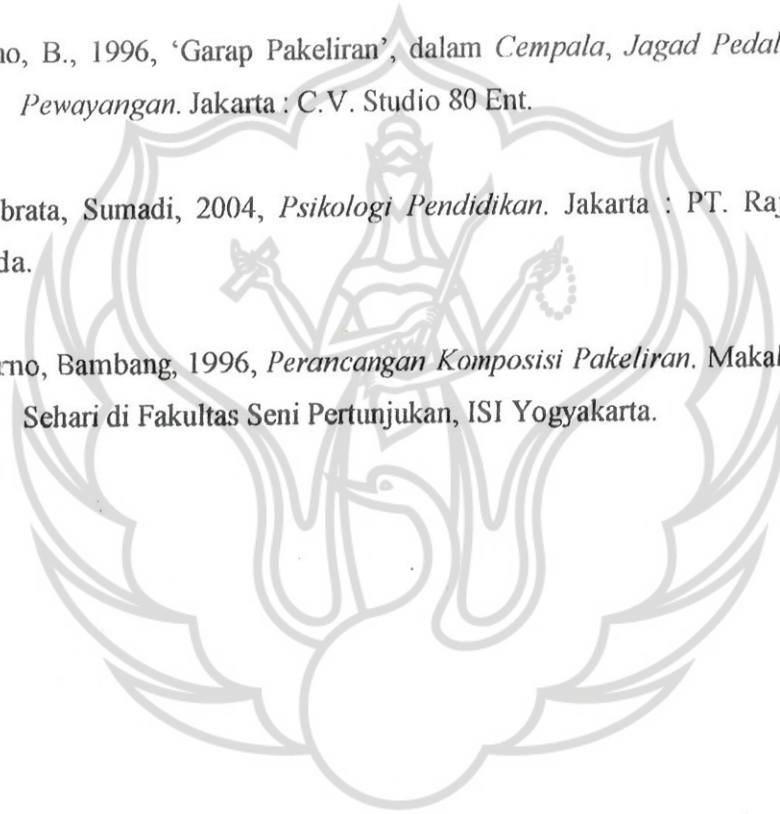 no, B., 1996, ‘Garap Pakeliran’, dalam Cempala, Jagad Pedal
Pewayangan. Jakarta : C.V. Studio 80 Ent.
brata, Sumadi, 2004, Psikologi Pendidikan. Jakarta : PT. Raj
da.
rno, Bambang, 1996, Perancangan Komposisi Pakeliran. Makal
Sehari di Fakultas Seni Pertunjukan, ISI Yogyakarta.